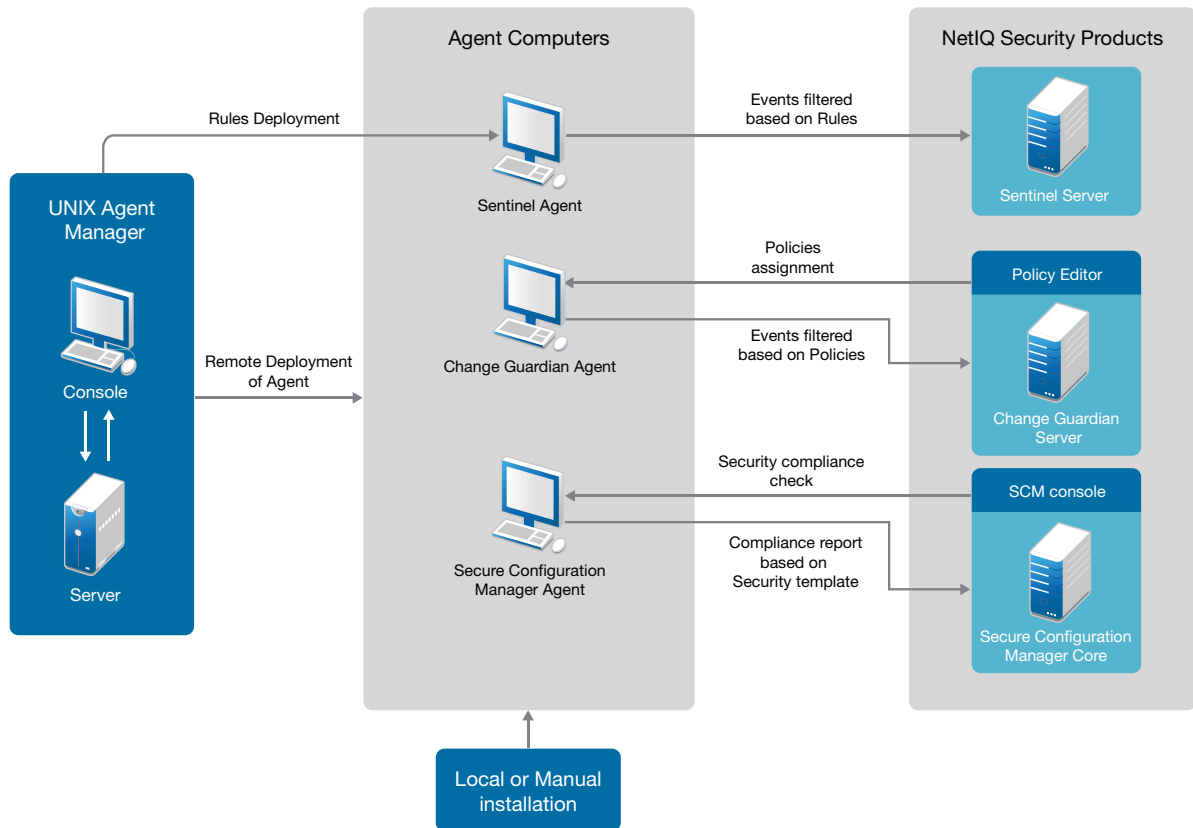 Agent Computers
NetIQ Security Products
Rules Deployment
Events filtered
based on Rules
Sentinel Agent
Sentinel Server
UNIX Agent
Manager
Console
Server
Remote Deployment
of Agent
Policies
assignment
Policy Editor
Change Guardian Agent
Events filtered
based on Policies
Change Guardian
Server
Security compliance
check
SCM console
Secure Configuration
Manager Agent
Compliance report
based on
Security template
Secure Configuration
Manager Core
Local or Manual
installation